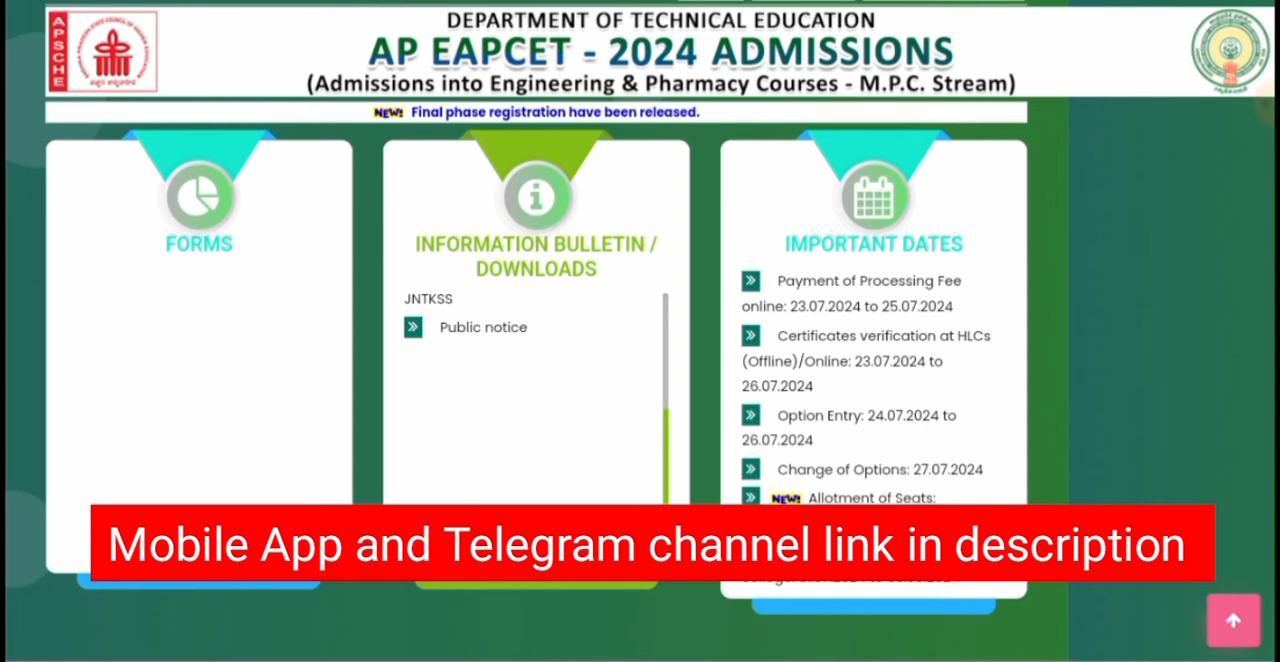 APSCHE
DEPARTMENT OF TECHNICAL EDUCATION
AP EAPCET - 2024 ADMISSIONS
(Admissions into Engineering & Pharmacy Courses - M.P.C. Stream)
NEW! Final phase registration have been released.
FORMS
INFORMATION BULLETIN /
DOWNLOADS
JNTKSS
Public notice
IMPORTANT DATES
Payment of Processing Fee
online: 23.07.2024 to 25.07.2024
Certificates verification at HLCs
(Offline)/Online: 23.07.2024 to
26.07.2024
Option Entry: 24.07.2024 to
26.07.2024
Change of Options: 27.07.2024
NEW! Allotment of Seats:
Mobile App and Telegram channel link in description